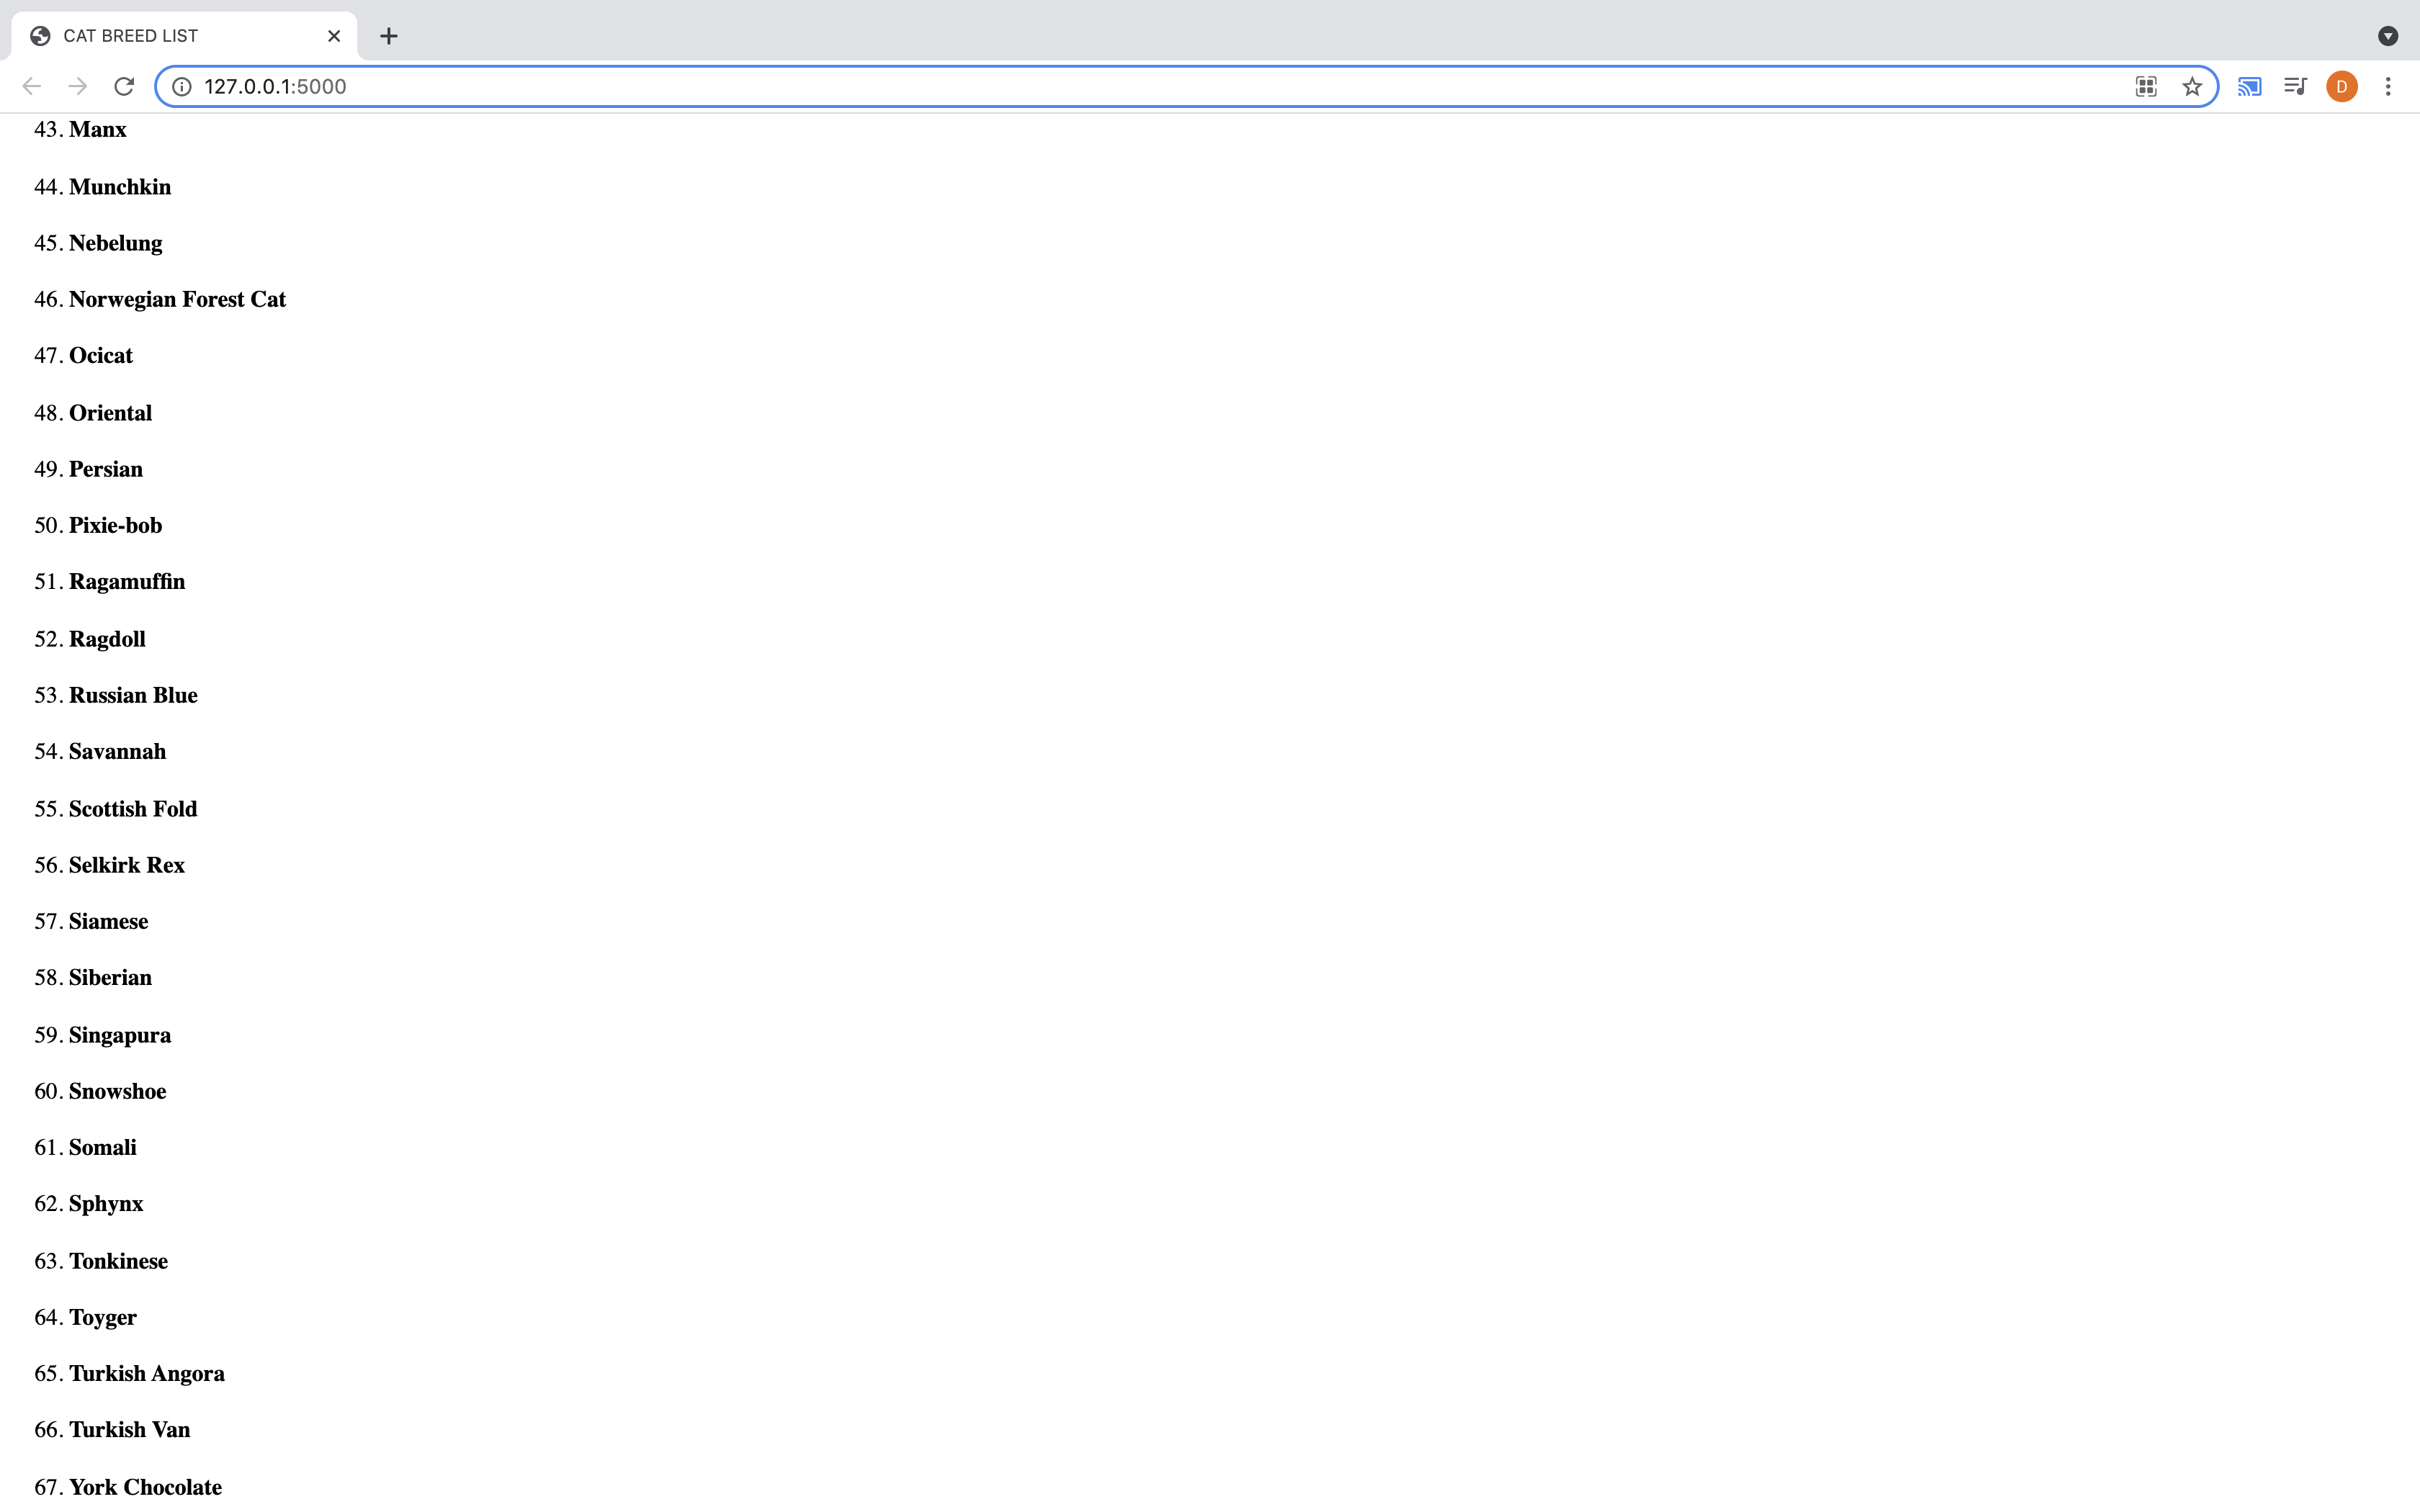 CAT BREED LIST
127.0.0.1:5000
D
43. Manx
44. Munchkin
45. Nebelung
46. Norwegian Forest Cat
47. Ocicat
48. Oriental
49. Persian
50. Pixie-bob
51. Ragamuffin
52. Ragdoll
53. Russian Blue
54. Savannah
55. Scottish Fold
56. Selkirk Rex
57. Siamese
58. Siberian
59. Singapura
60. Snowshoe
61. Somali
62. Sphynx
63. Tonkinese
64. Toyger
65. Turkish Angora
66. Turkish Van
67. York Chocolate